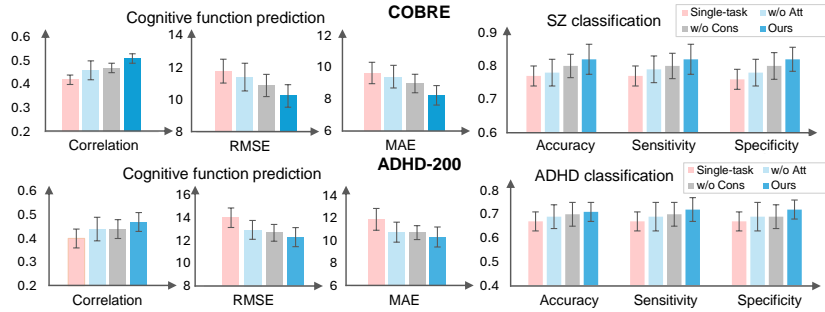 Cognitive function prediction COBRE SZ classification
Single-task w/o Att
w/o Cons Ours
0.6
0.5
0.4
0.3
0.2
Correlation
14
12
10
8
RMSE
12
10
8
6
MAE
0.9
0.8
0.7
0.6
Accuracy Sensitivity Specificity
Cognitive function prediction ADHD-200 ADHD classification
Single-task w/o Att
w/o Cons Ours
0.6
0.5
0.4
0.3
0.2
Correlation
16
14
12
10
8
RMSE
14
12
10
8
6
MAE
0.8
0.7
0.6
0.5
0.4
Accuracy Sensitivity Specificity